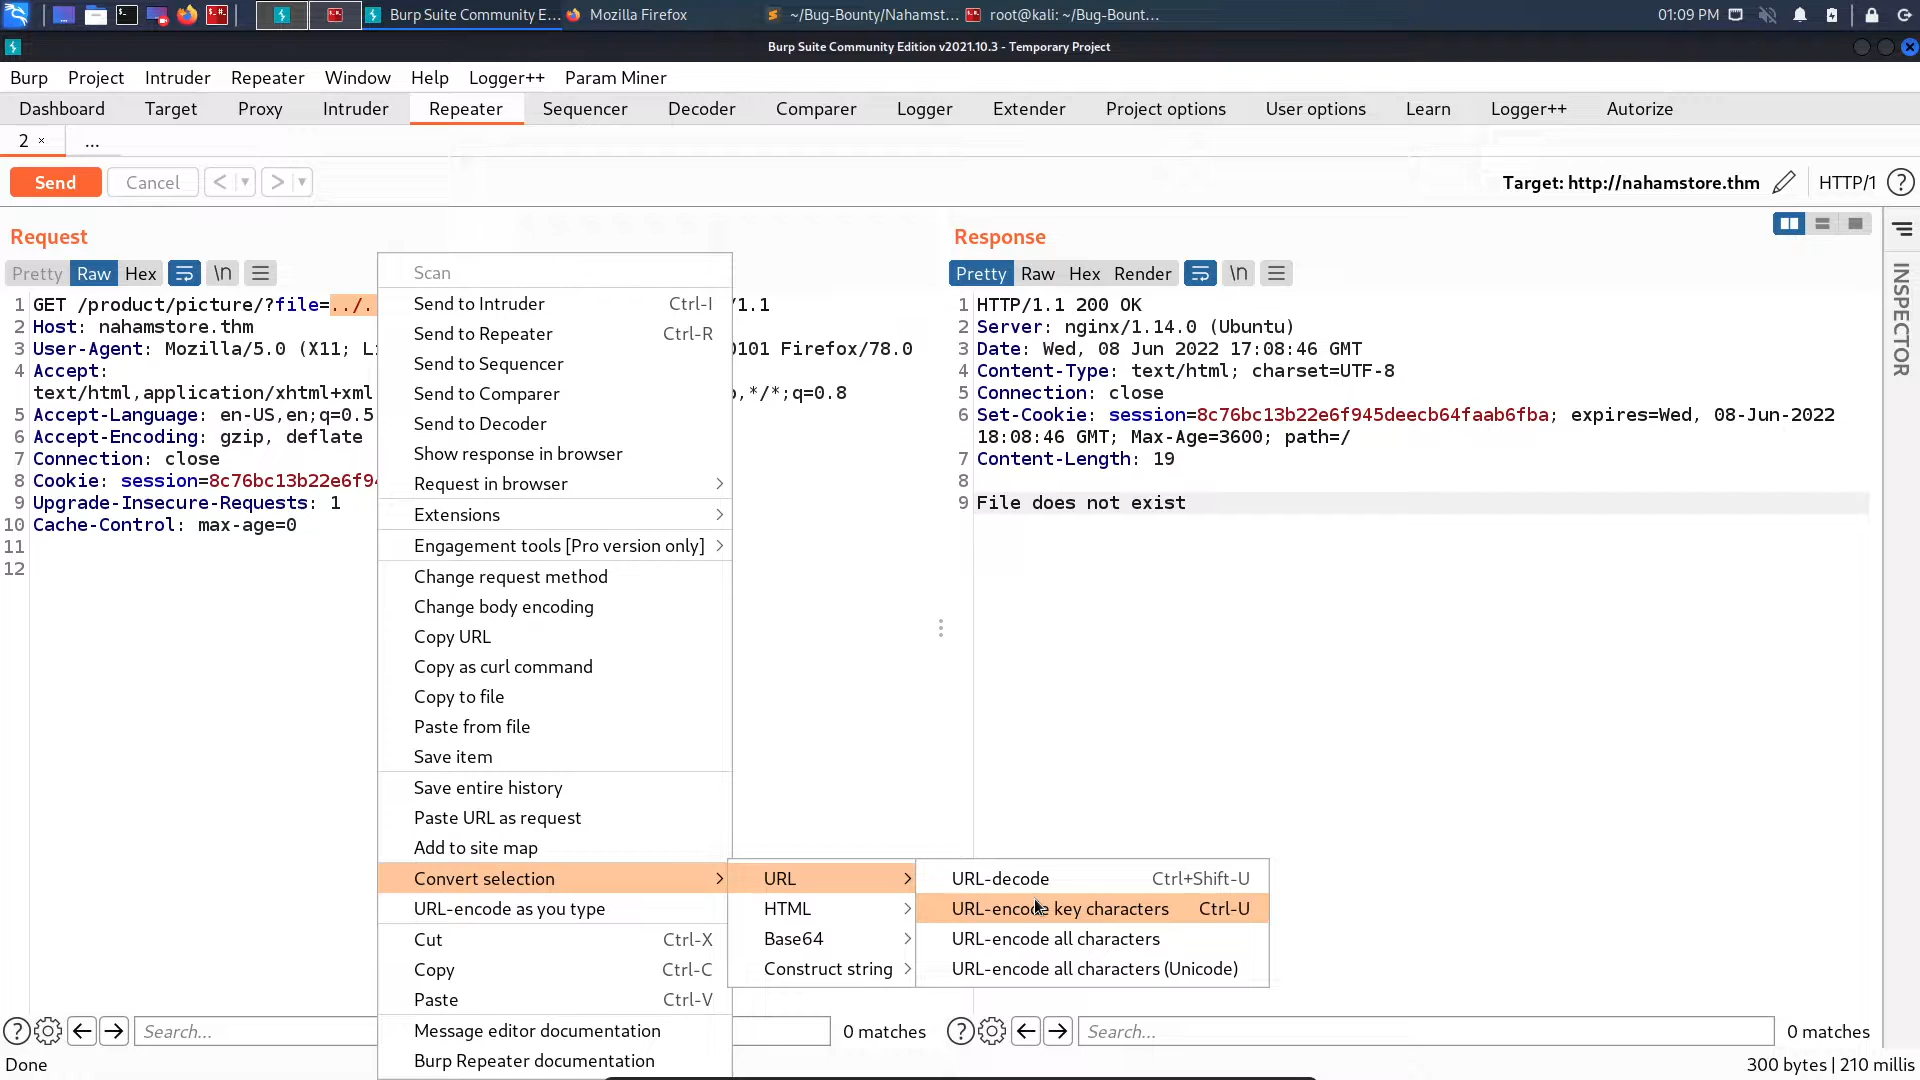 Burp Suite Community E...
Mozilla Firefox
~/Bug-Bounty/Nahamst...
root@kali: ~/Bug-Bount...
01:09 PM
Burp Suite Community Edition v2021.10.3 - Temporary Project
Burp Project Intruder Repeater Window Help Logger++ Param Miner
Dashboard Target Proxy Intruder Repeater Sequencer Decoder Comparer Logger Extender Project options User options Learn Logger++ Autorize
2 × ...
Send Cancel < > Target: http://nahamstore.thm HTTP/1 ?
Request
Pretty Raw Hex \n
1 GET /product/picture/?file=../. /1.1
2 Host: nahamstore.thm
3 User-Agent: Mozilla/5.0 (X11; L 0101 Firefox/78.0
4 Accept:
text/html,application/xhtml+xml ,*/*;q=0.8
5 Accept-Language: en-US,en;q=0.5
6 Accept-Encoding: gzip, deflate
7 Connection: close
8 Cookie: session=8c76bc13b22e6f9
9 Upgrade-Insecure-Requests: 1
10 Cache-Control: max-age=0
11
12
Scan
Send to Intruder Ctrl-I
Send to Repeater Ctrl-R
Send to Sequencer
Send to Comparer
Send to Decoder
Show response in browser
Request in browser
Extensions
Engagement tools [Pro version only]
Change request method
Change body encoding
Copy URL
Copy as curl command
Copy to file
Paste from file
Save item
Save entire history
Paste URL as request
Add to site map
Convert selection
URL-encode as you type
Cut Ctrl-X
Copy Ctrl-C
Paste Ctrl-V
Message editor documentation
Burp Repeater documentation
URL
HTML
Base64
Construct string
URL-decode Ctrl+Shift-U
URL-encode key characters Ctrl-U
URL-encode all characters
URL-encode all characters (Unicode)
Response
Pretty Raw Hex Render \n
1 HTTP/1.1 200 OK
2 Server: nginx/1.14.0 (Ubuntu)
3 Date: Wed, 08 Jun 2022 17:08:46 GMT
4 Content-Type: text/html; charset=UTF-8
5 Connection: close
6 Set-Cookie: session=8c76bc13b22e6f945deecb64faab6fba; expires=Wed, 08-Jun-2022
18:08:46 GMT; Max-Age=3600; path=/
7 Content-Length: 19
8
9 File does not exist
INSPECTOR
? Search... 0 matches
? Search... 0 matches
Done
300 bytes | 210 millis